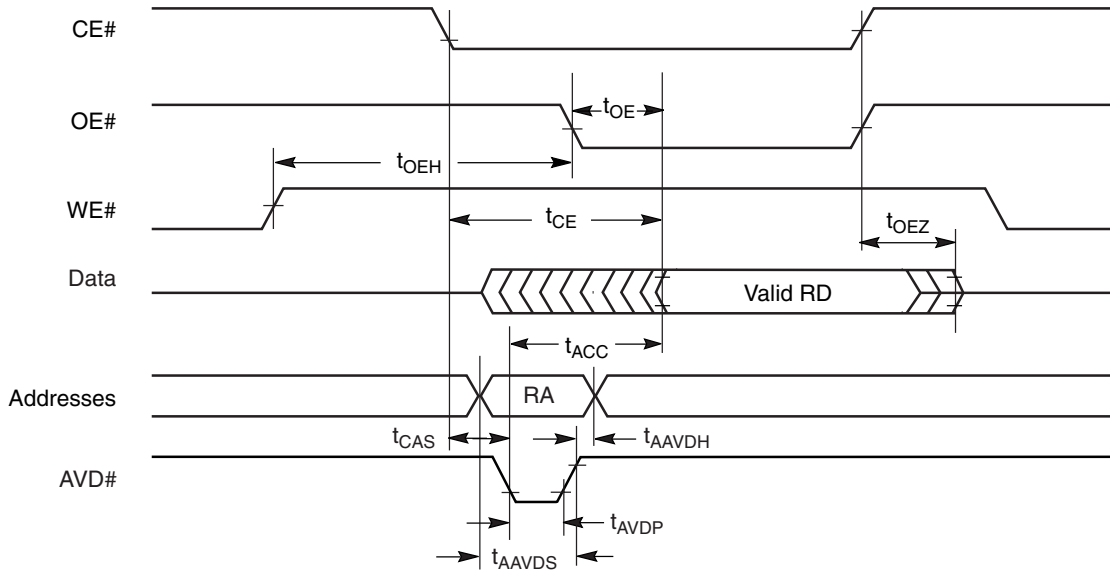 CE#
OE#
tOE
tOEH
WE#
tCE
tOEZ
Data
Valid RD
tACC
Addresses
RA
tCAS
tAAVDH
AVD#
tAVDP
tAAVDS